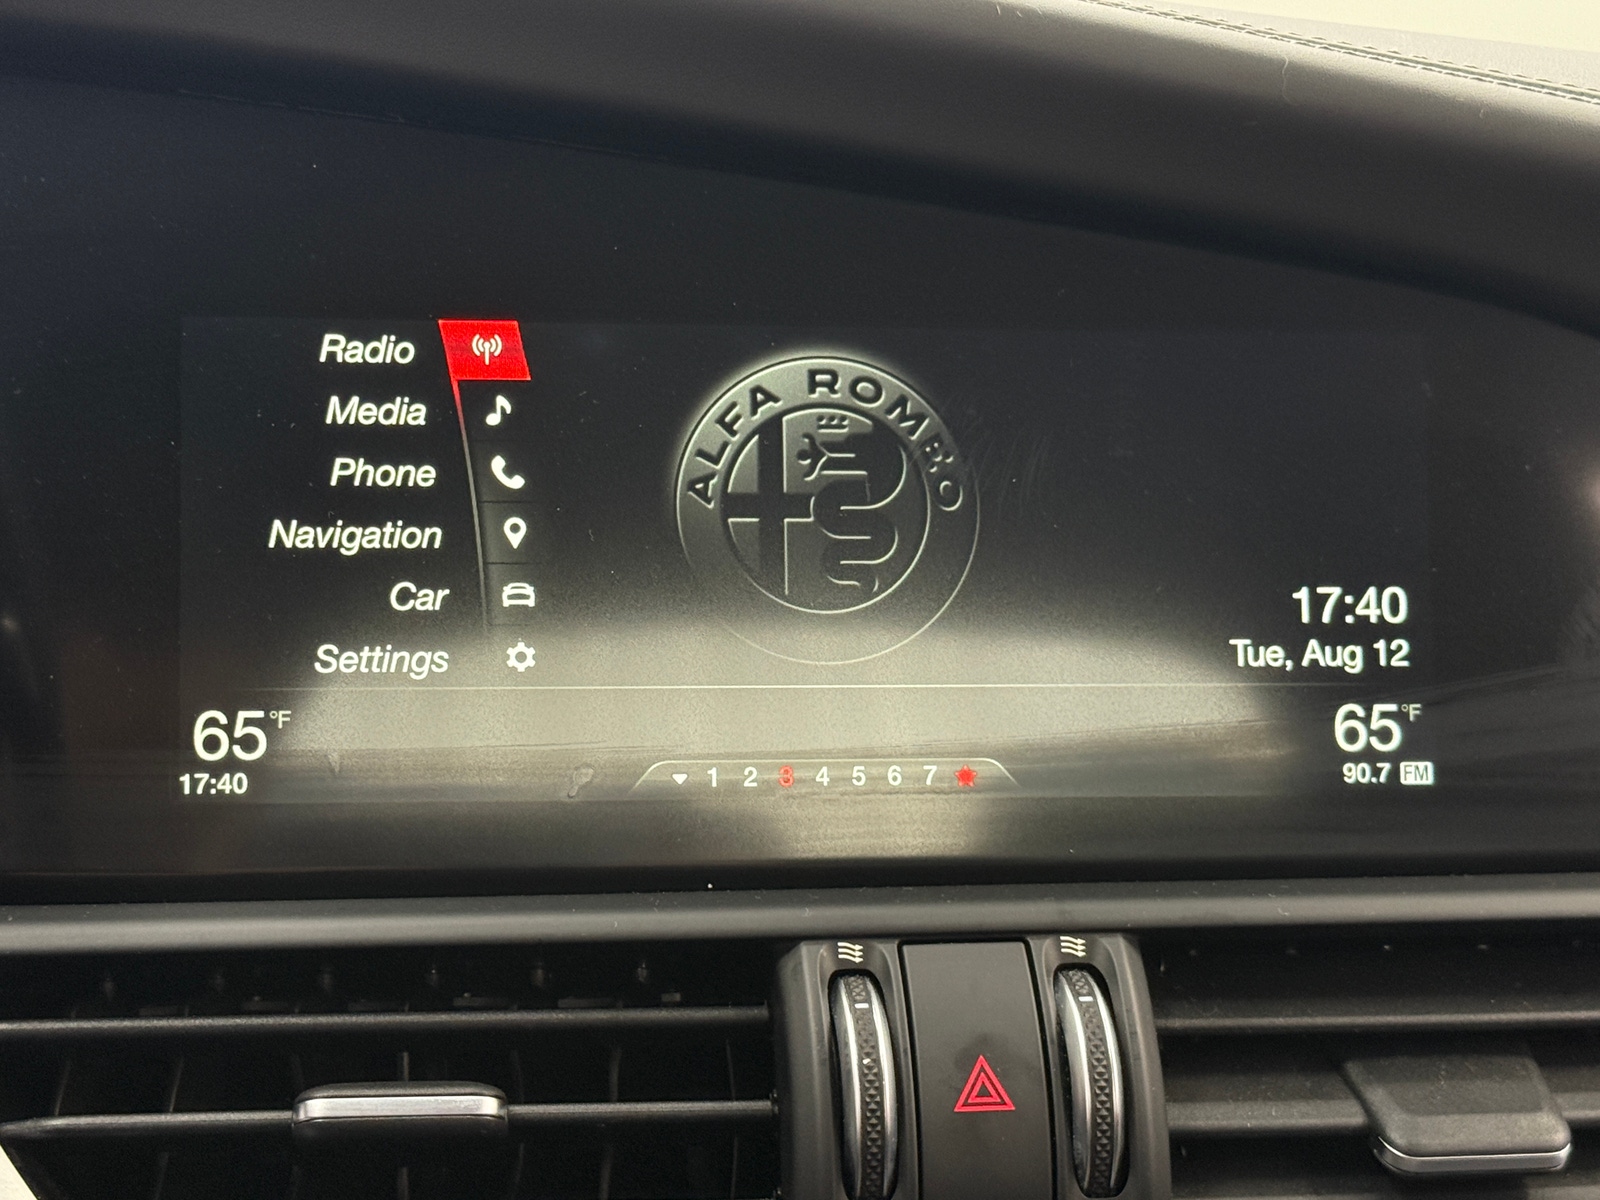 Radio
Media
Phone
Navigation
Car
Settings
ALFA ROMEO
17:40
Tue, Aug 12
65°F
17:40
1 2 3 4 5 6 7
65°F
90.7 FM